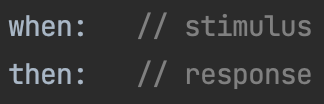 when:   // stimulus
then:   // response